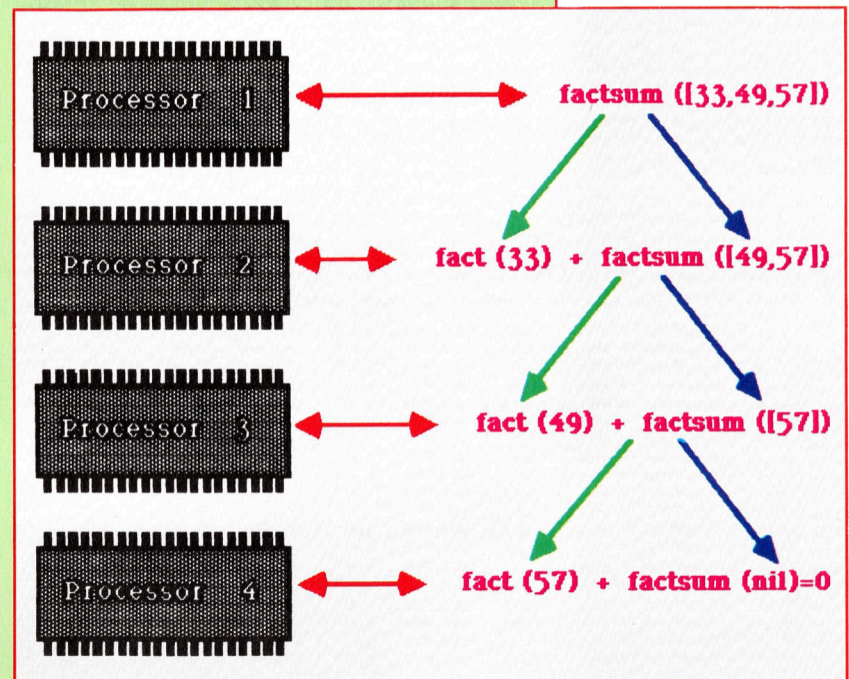 Processor 1
factsum ([33,49,57])
Processor 2
fact (33) + factsum ([49,57])
Processor 3
fact (49) + factsum ([57])
Processor 4
fact (57) + factsum (nil)=0